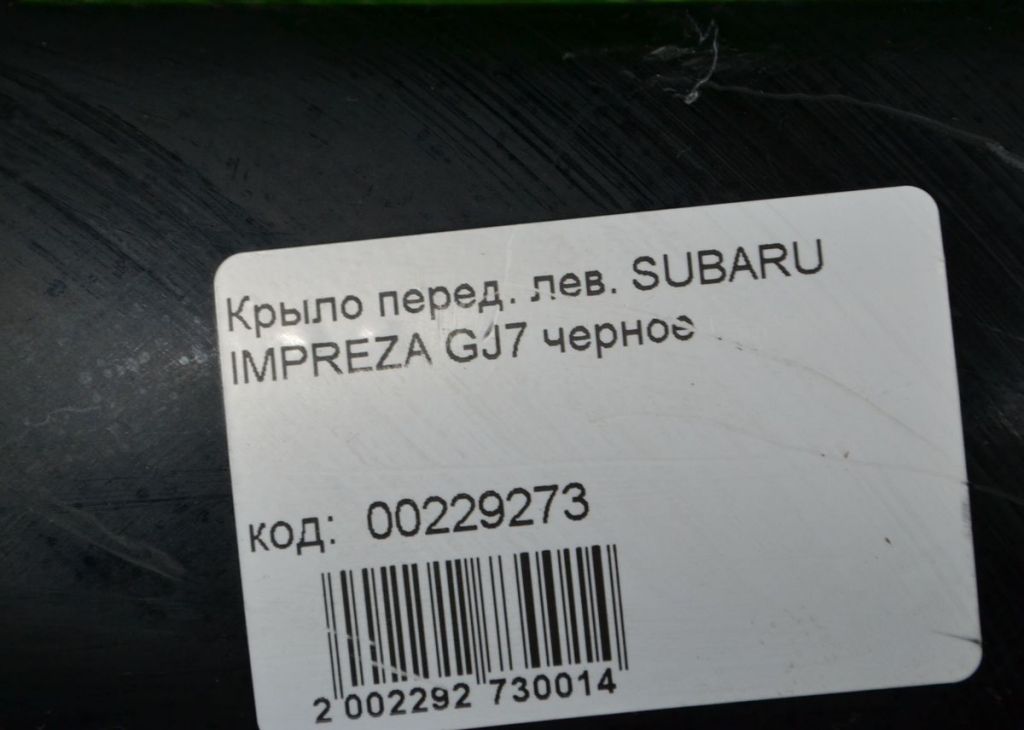 Крыло перед. лев. SUBARU
IMPREZA GJ7 черное
код: 00229273
2 002292 730014